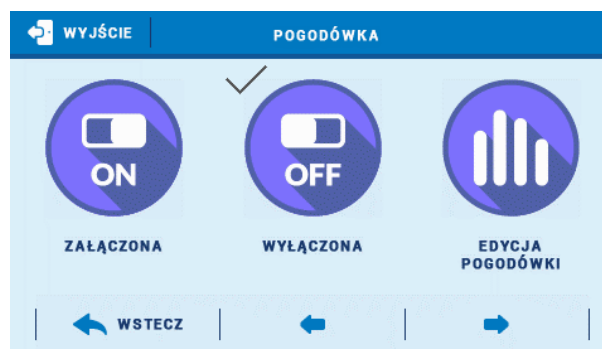 WYJŚCIE
POGODÓWKA
ON
OFF
ZAŁĄCZONA
WYŁĄCZONA
EDYCJA
POGODÓWKI
WSTECZ